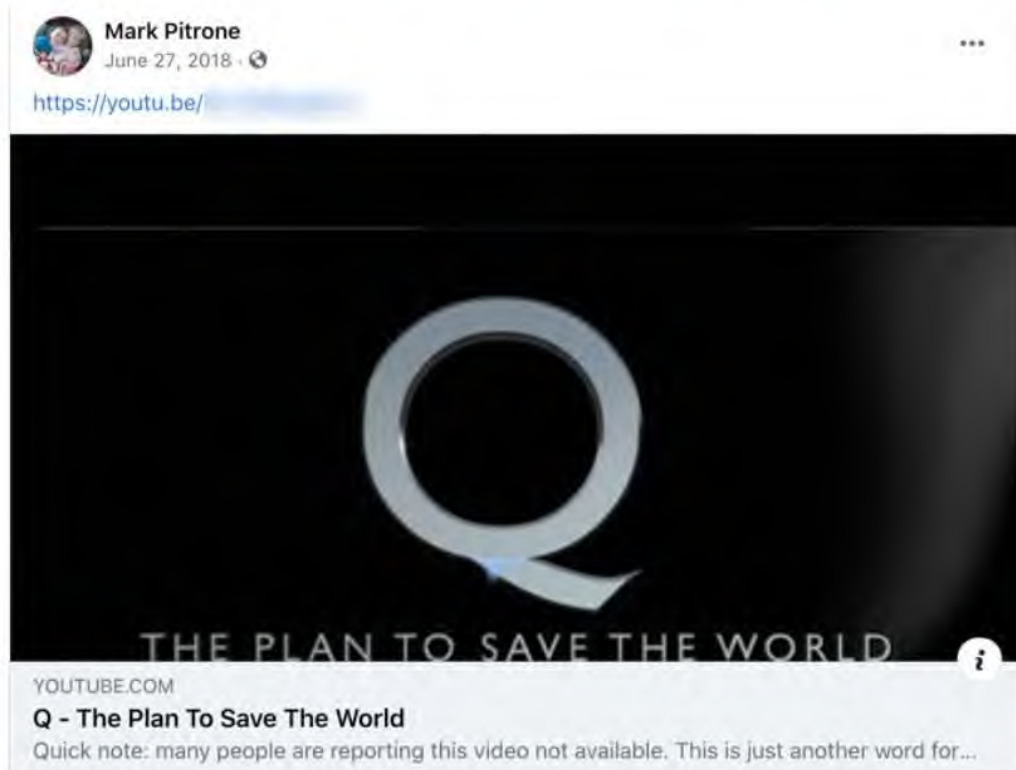 Mark Pitrone
June 27, 2018 ·
https://youtu.be/
Q
THE PLAN TO SAVE THE WORLD
i
YOUTUBE.COM
Q - The Plan To Save The World
Quick note: many people are reporting this video not available. This is just another word for...